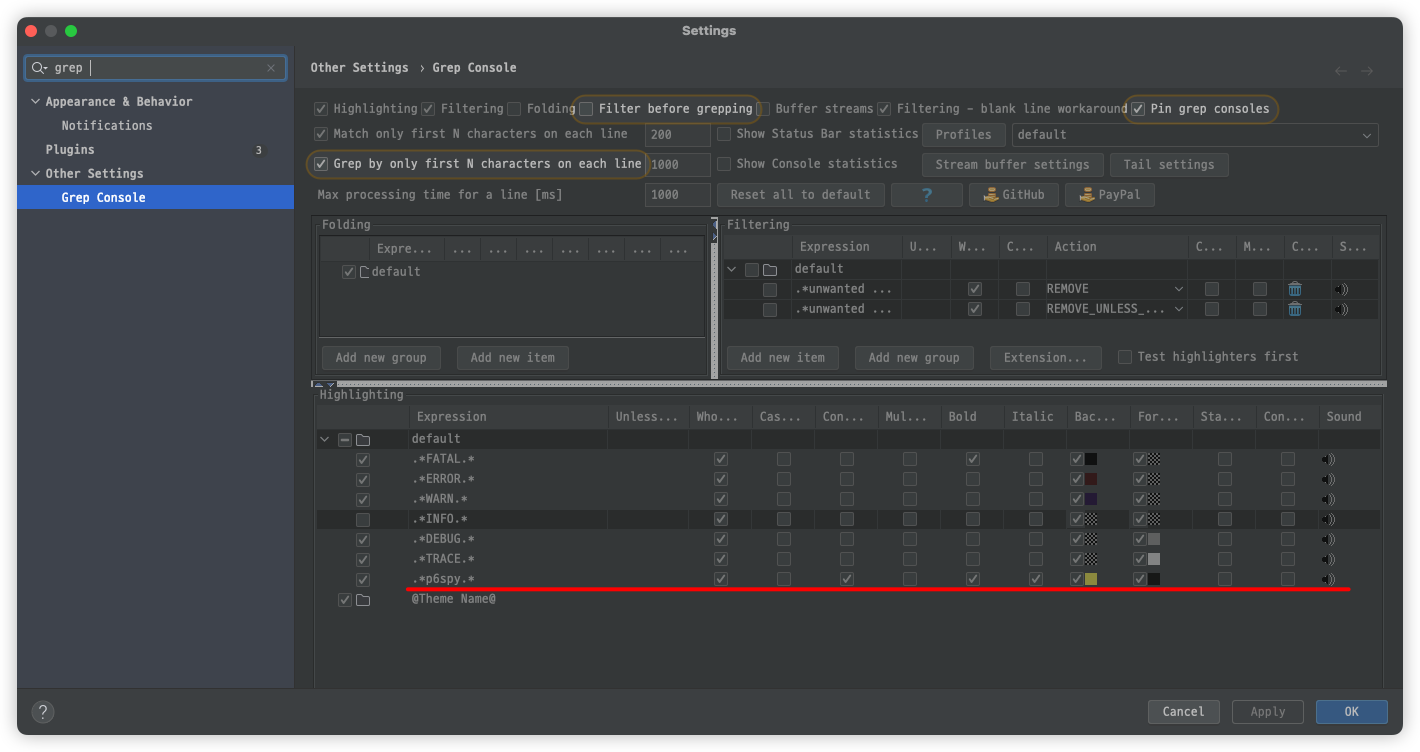 Settings
grep
Other Settings › Grep Console
Appearance & Behavior
Notifications
Plugins 3
Other Settings
Grep Console
Highlighting Filtering Folding Filter before grepping Buffer streams Filtering - blank line workaround Pin grep consoles
Match only first N characters on each line 200 Show Status Bar statistics Profiles default
Grep by only first N characters on each line 1000 Show Console statistics Stream buffer settings Tail settings
Max processing time for a line [ms] 1000 Reset all to default ? GitHub PayPal
Folding
Expre... ... ... ... ... ... ... ...
default
Add new group Add new item
Filtering
Expression U... W... C... Action C... M... C... S...
default
.*unwanted ... REMOVE
.*unwanted ... REMOVE_UNLESS_...
Add new item Add new group Extension... Test highlighters first
Highlighting
Expression Unless... Who... Cas... Con... Mul... Bold Italic Bac... For... Sta... Con... Sound
default
.*FATAL.*
.*ERROR.*
.*WARN.*
.*INFO.*
.*DEBUG.*
.*TRACE.*
.*p6spy.*
@Theme Name@
? Cancel Apply OK